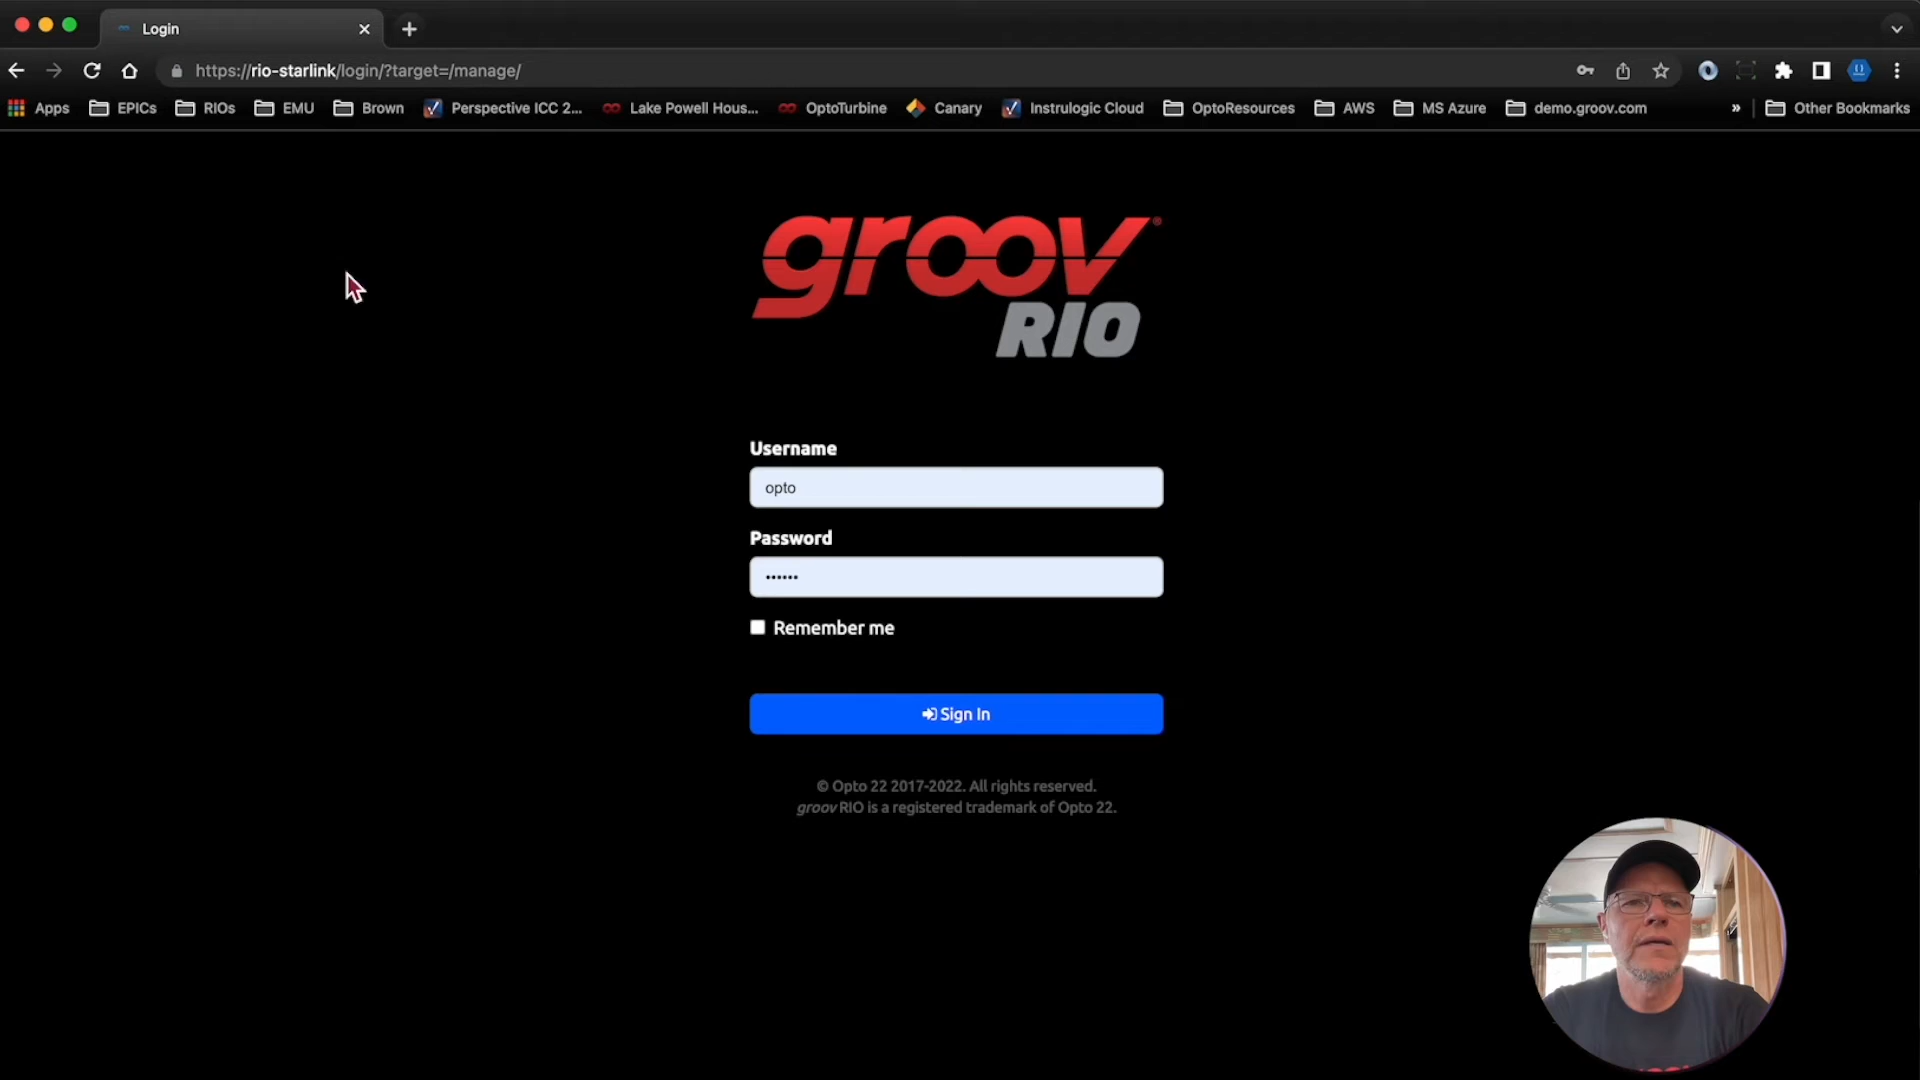 Login
https://rio-starlink/login/?target=/manage/
Apps EPICs RIOs EMU Brown Perspective ICC 2... Lake Powell Hous... OptoTurbine Canary Instrulogic Cloud OptoResources AWS MS Azure demo.groov.com » Other Bookmarks
groov®
RIO
Username
opto
Password
••••••
Remember me
Sign In
© Opto 22 2017-2022. All rights reserved.
groov RIO is a registered trademark of Opto 22.